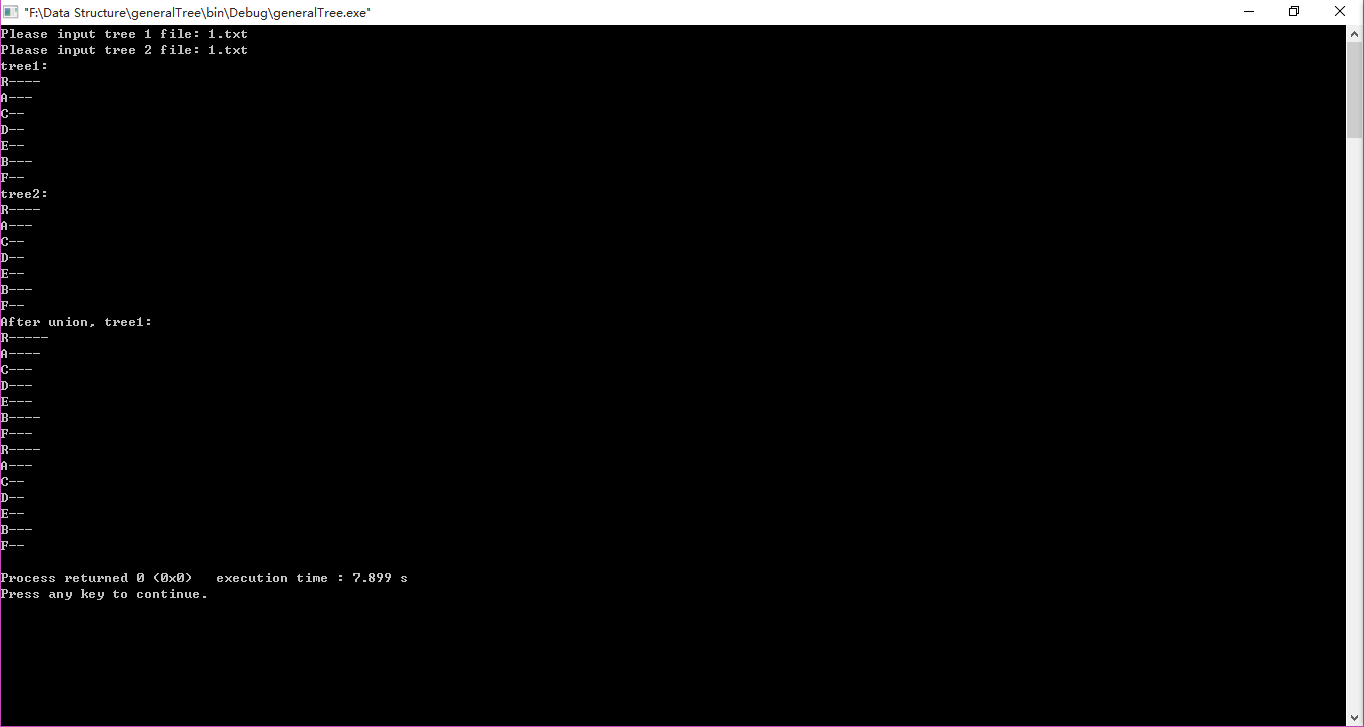 "F:\Data Structure\generalTree\bin\Debug\generalTree.exe"
Please input tree 1 file: 1.txt
Please input tree 2 file: 1.txt
tree1:
R----
A---
C--
D--
E--
B---
F--
tree2:
R----
A---
C--
D--
E--
B---
F--
After union, tree1:
R-----
A----
C---
D---
E---
B----
F---
R----
A---
C--
D--
E--
B---
F--
Process returned 0 (0x0)   execution time : 7.899 s
Press any key to continue.